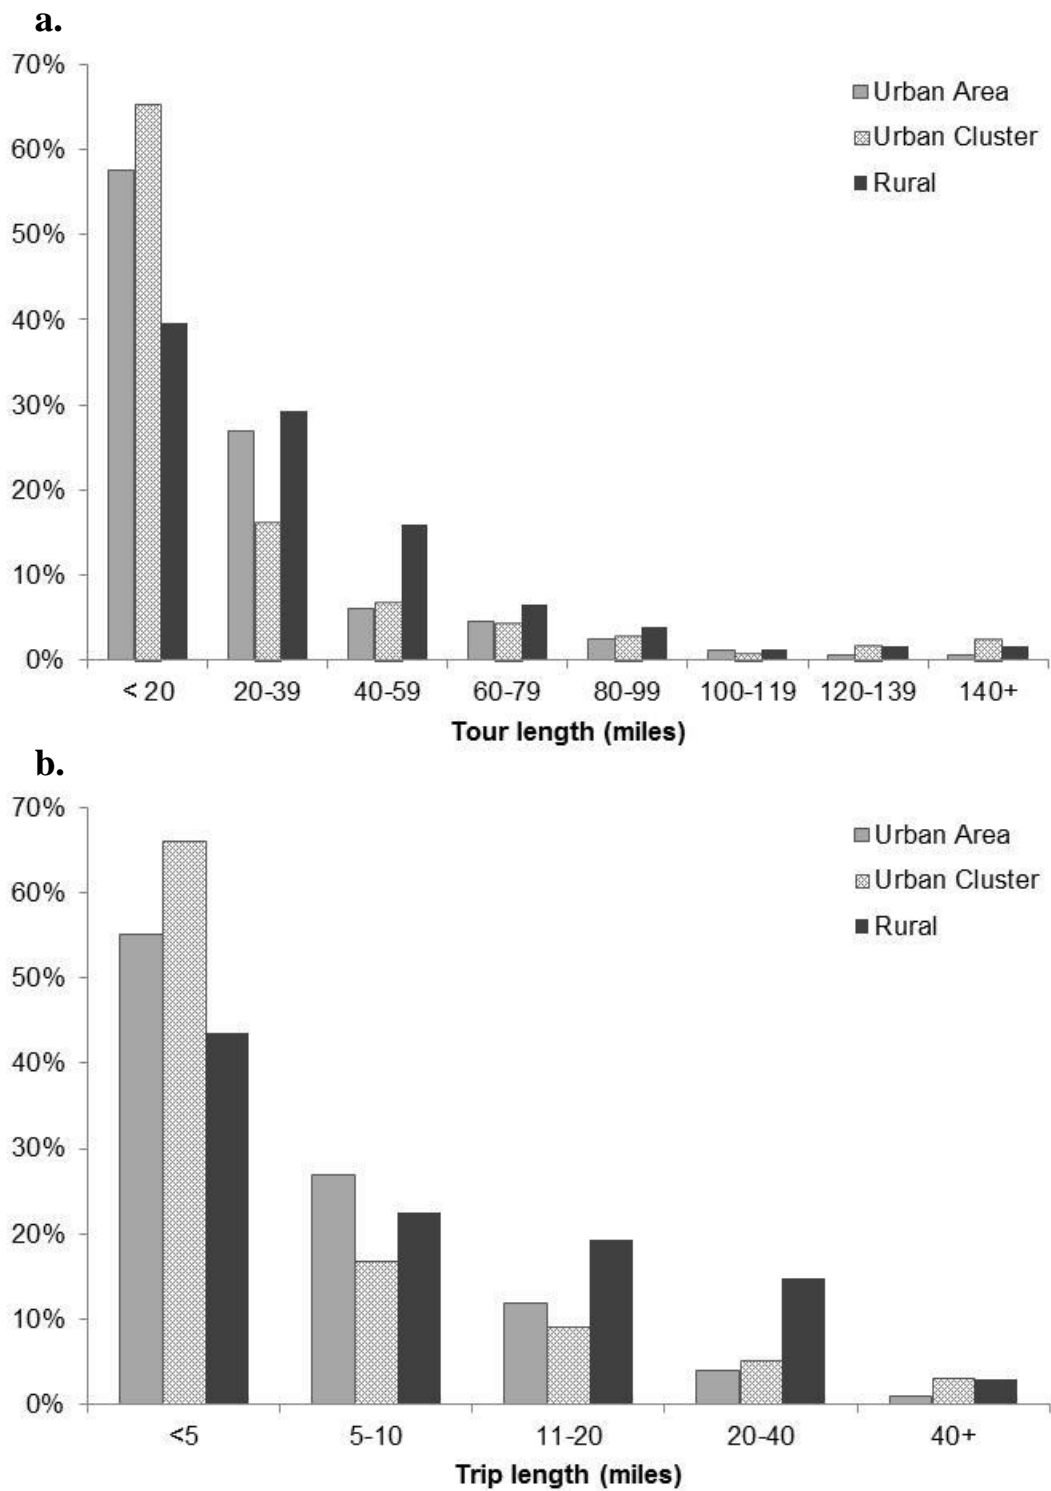 a.
70%
60%
50%
40%
30%
20%
10%
0%
Urban Area
Urban Cluster
Rural
< 20 20-39 40-59 60-79 80-99 100-119 120-139 140+
Tour length (miles)
b.
70%
60%
50%
40%
30%
20%
10%
0%
Urban Area
Urban Cluster
Rural
<5 5-10 11-20 20-40 40+
Trip length (miles)